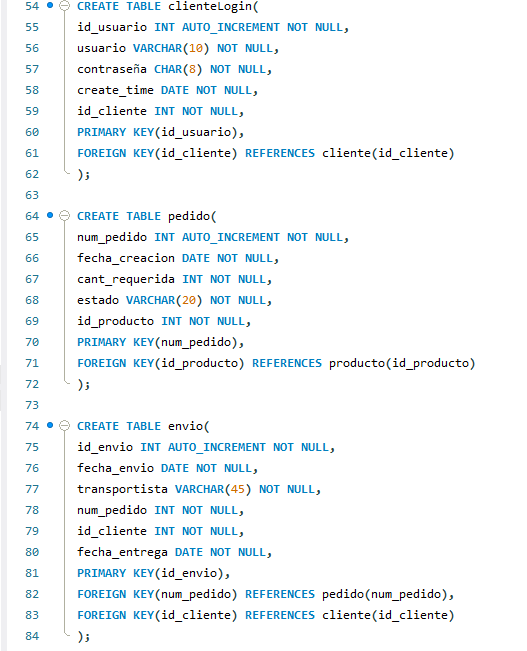 54 CREATE TABLE clienteLogin(
55 id_usuario INT AUTO_INCREMENT NOT NULL,
56 usuario VARCHAR(10) NOT NULL,
57 contraseña CHAR(8) NOT NULL,
58 create_time DATE NOT NULL,
59 id_cliente INT NOT NULL,
60 PRIMARY KEY(id_usuario),
61 FOREIGN KEY(id_cliente) REFERENCES cliente(id_cliente)
62 );
63
64 CREATE TABLE pedido(
65 num_pedido INT AUTO_INCREMENT NOT NULL,
66 fecha_creacion DATE NOT NULL,
67 cant_requerida INT NOT NULL,
68 estado VARCHAR(20) NOT NULL,
69 id_producto INT NOT NULL,
70 PRIMARY KEY(num_pedido),
71 FOREIGN KEY(id_producto) REFERENCES producto(id_producto)
72 );
73
74 CREATE TABLE envio(
75 id_envio INT AUTO_INCREMENT NOT NULL,
76 fecha_envio DATE NOT NULL,
77 transportista VARCHAR(45) NOT NULL,
78 num_pedido INT NOT NULL,
79 id_cliente INT NOT NULL,
80 fecha_entrega DATE NOT NULL,
81 PRIMARY KEY(id_envio),
82 FOREIGN KEY(num_pedido) REFERENCES pedido(num_pedido),
83 FOREIGN KEY(id_cliente) REFERENCES cliente(id_cliente)
84 );